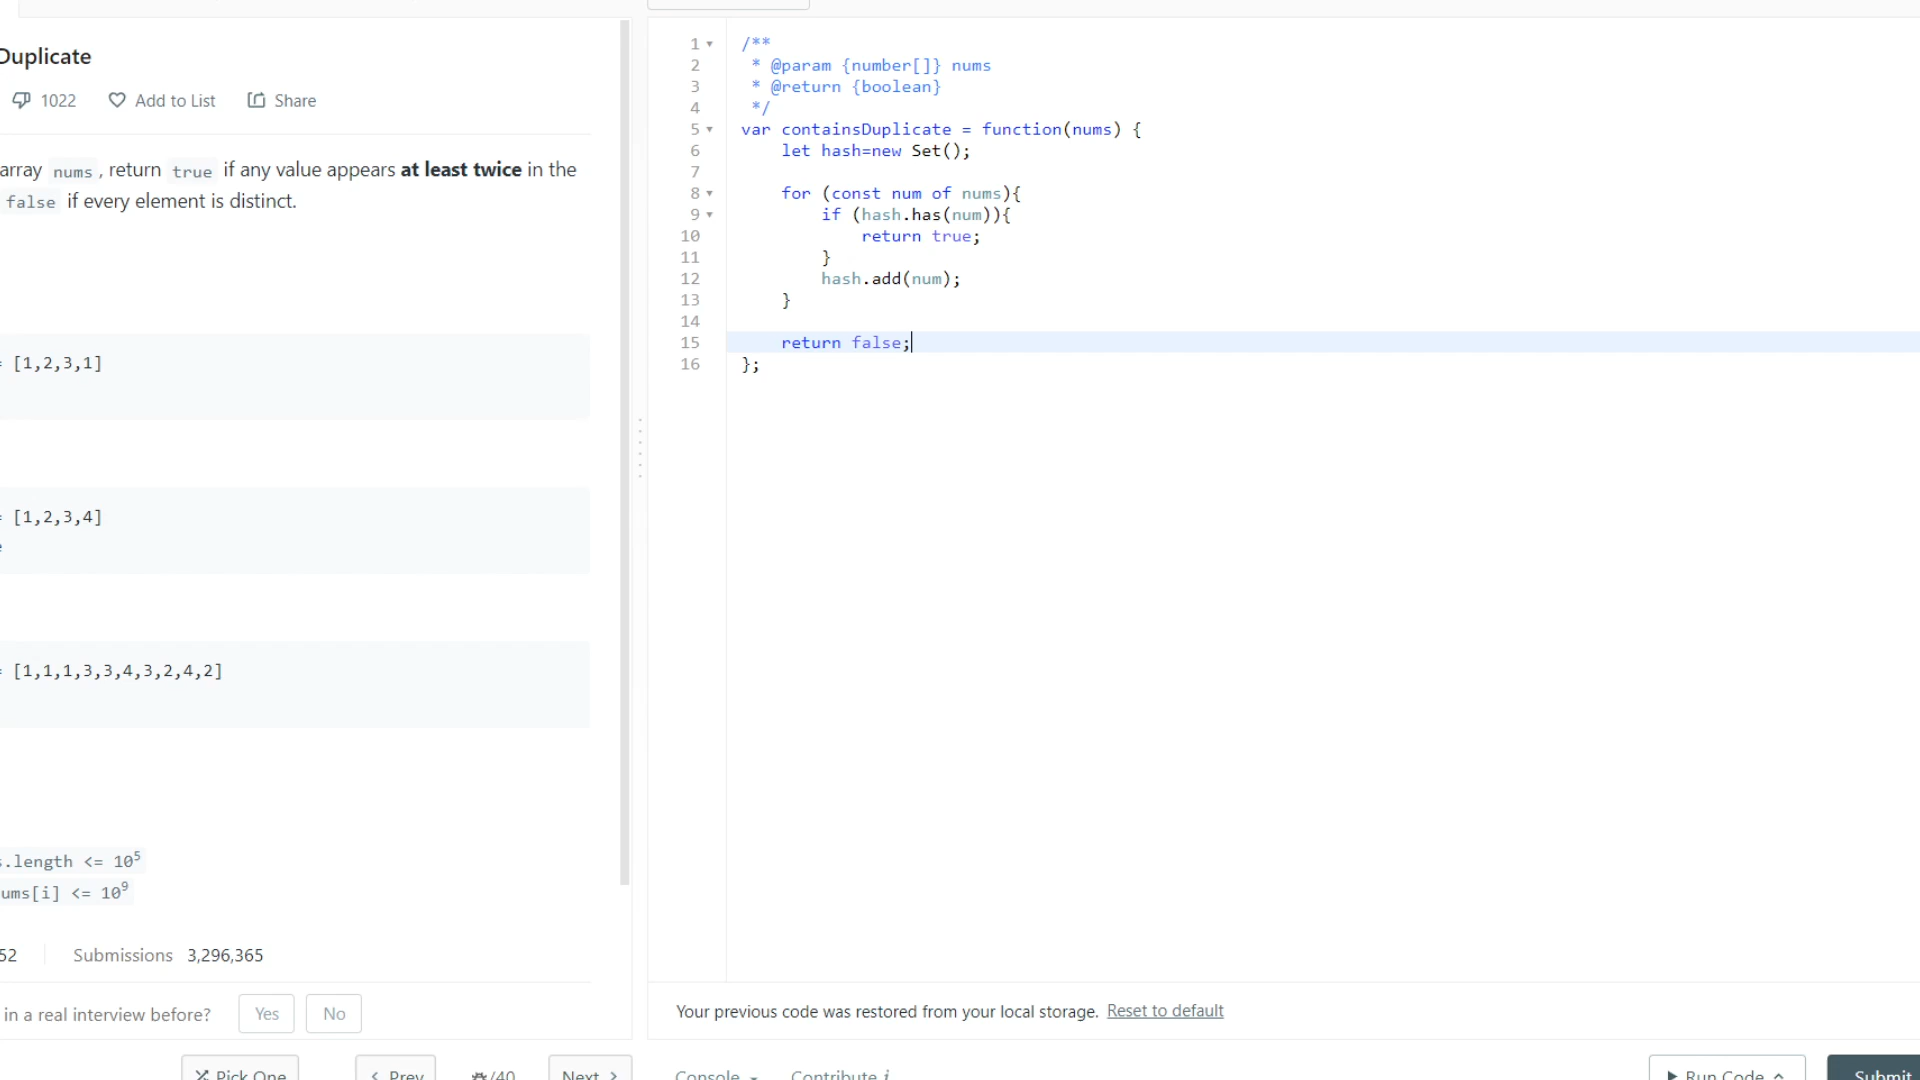 Duplicate
1022 Add to List Share
array nums , return true if any value appears at least twice in the
false if every element is distinct.
= [1,2,3,1]
= [1,2,3,4]
= [1,1,1,3,3,4,3,2,4,2]
s.length <= 10⁵
ums[i] <= 10⁹
52 Submissions 3,296,365
in a real interview before? Yes No
Pick One < Prev /40 Next >
1 /**
2  * @param {number[]} nums
3  * @return {boolean}
4  */
5 var containsDuplicate = function(nums) {
6     let hash=new Set();
7
8     for (const num of nums){
9         if (hash.has(num)){
10             return true;
11         }
12         hash.add(num);
13     }
14
15     return false;
16 };
Your previous code was restored from your local storage. Reset to default
Console Contribute i Run Code Submit